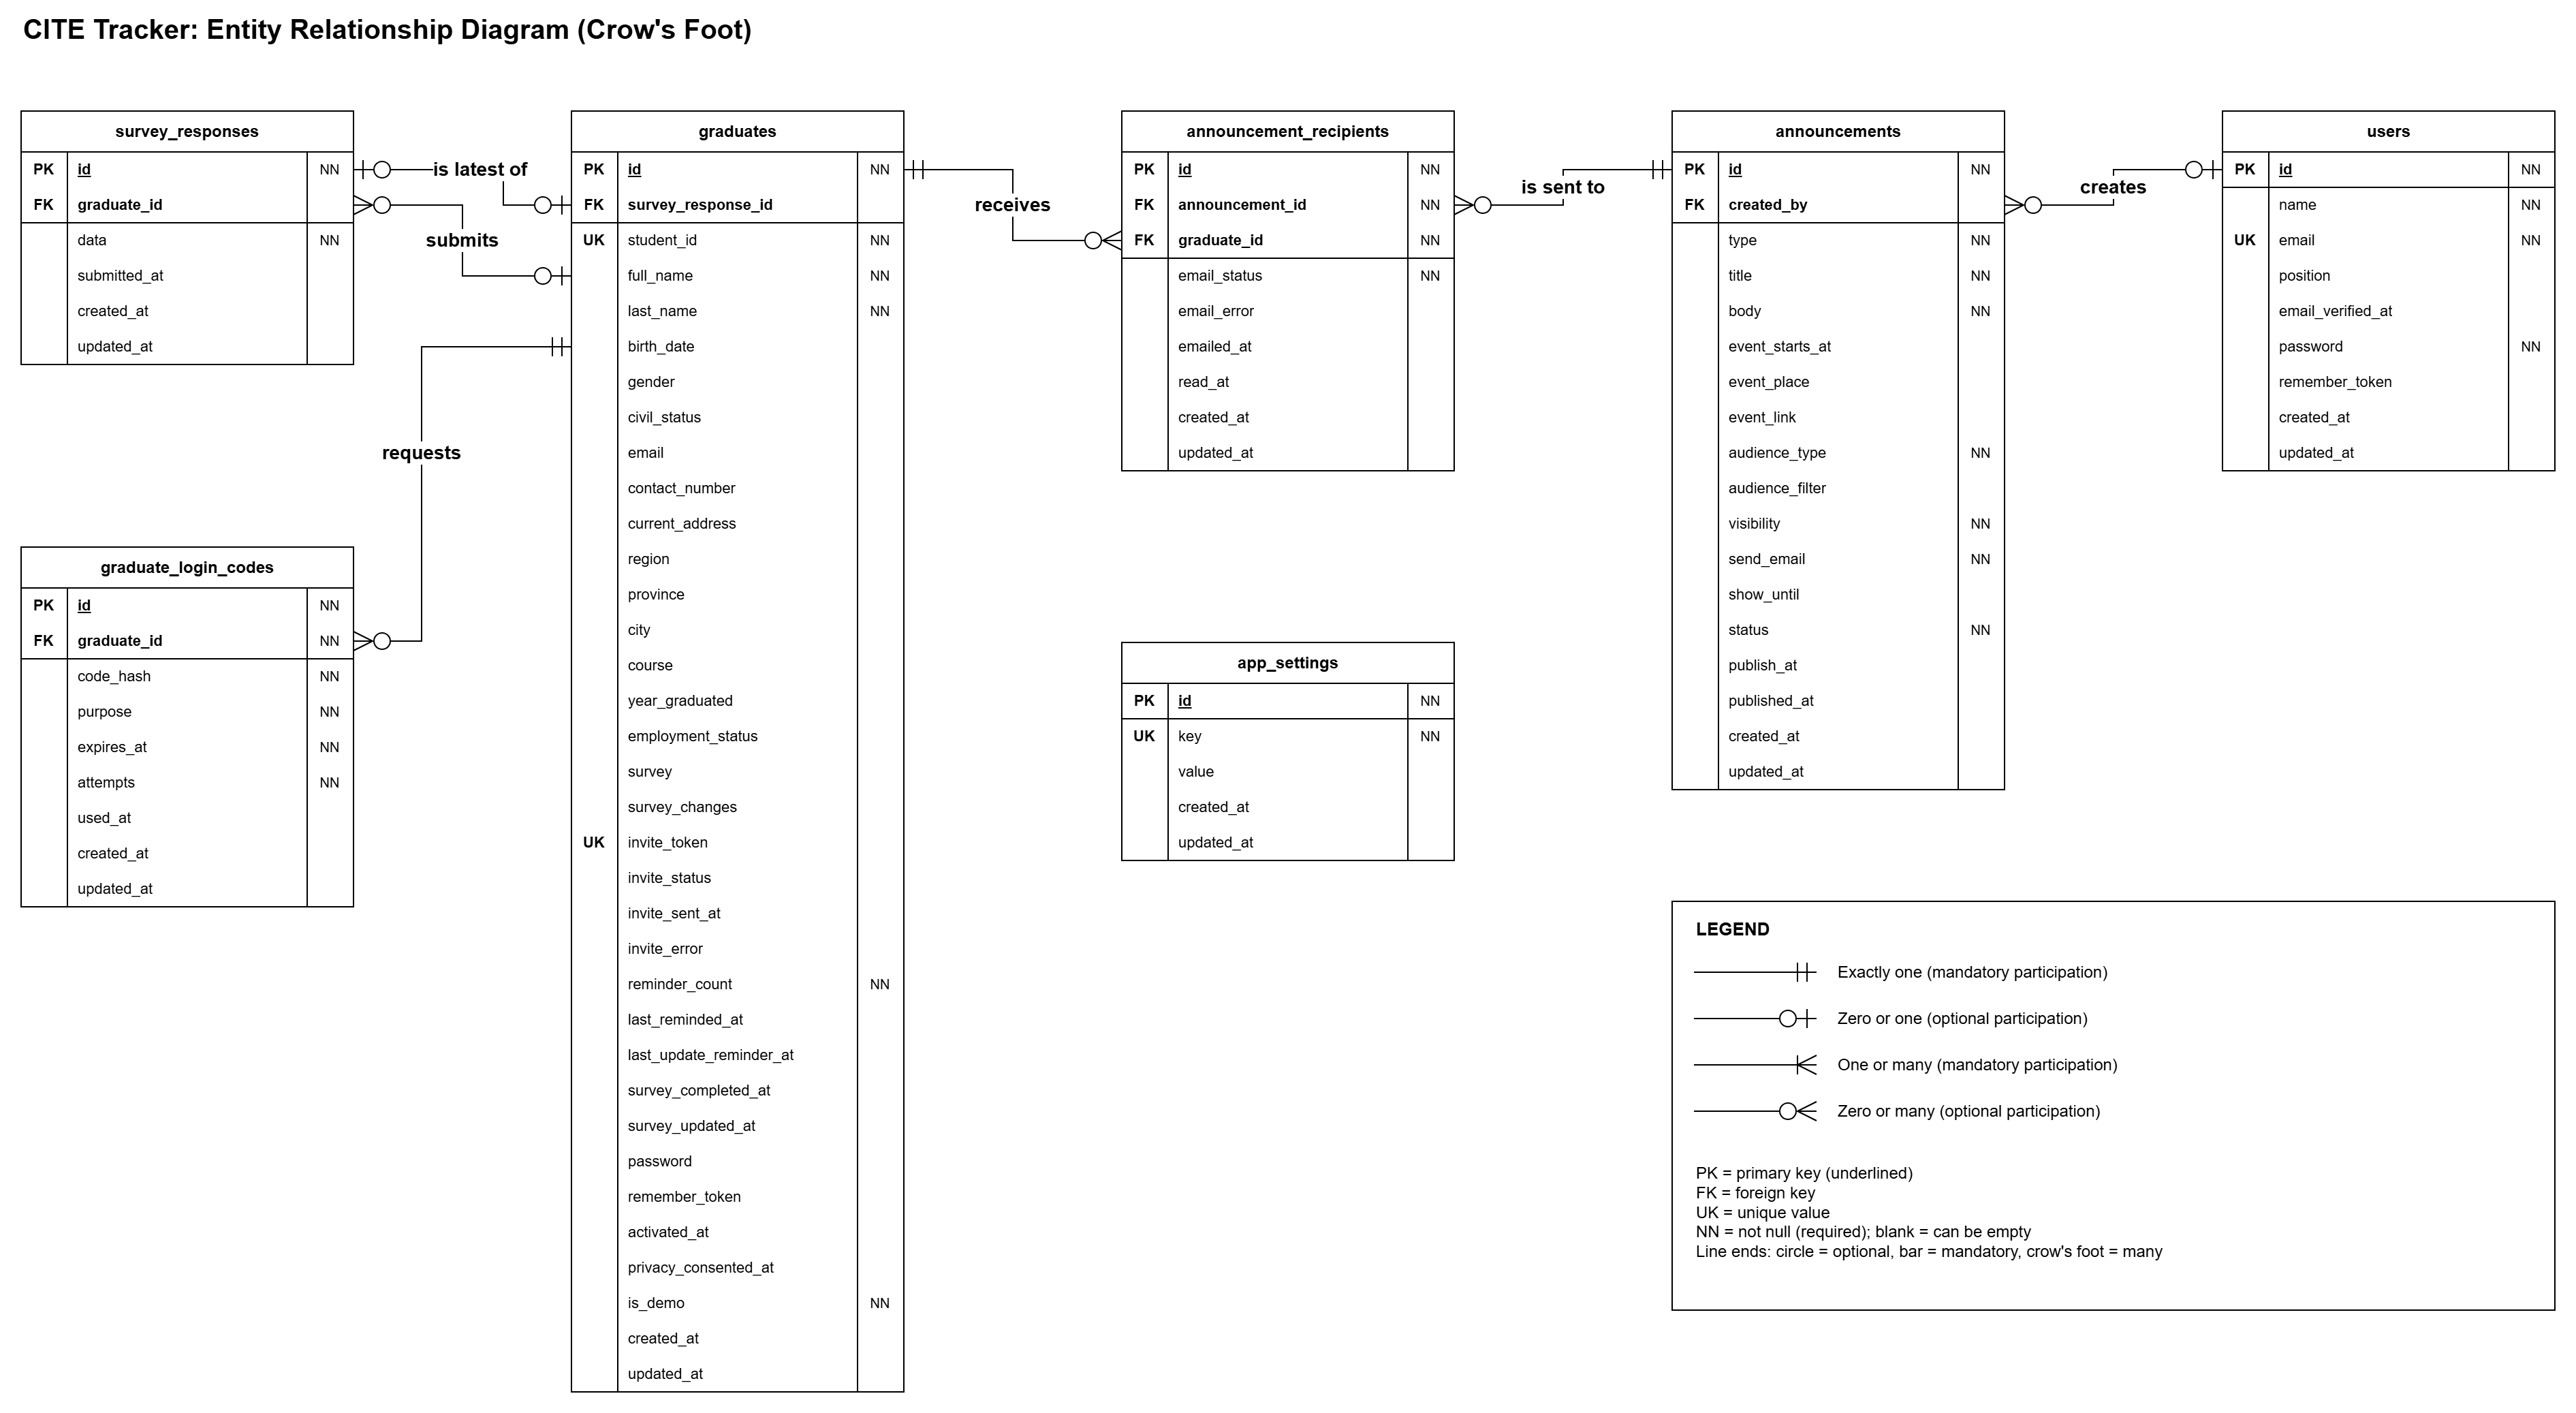 CITE Tracker: Entity Relationship Diagram (Crow's Foot)
survey_responses
PK id NN
FK graduate_id
data NN
submitted_at
created_at
updated_at
is latest of
submits
requests
graduate_login_codes
PK id NN
FK graduate_id NN
code_hash NN
purpose NN
expires_at NN
attempts NN
used_at
created_at
updated_at
graduates
PK id NN
FK survey_response_id
UK student_id NN
full_name NN
last_name NN
birth_date
gender
civil_status
email
contact_number
current_address
region
province
city
course
year_graduated
employment_status
survey
survey_changes
UK invite_token
invite_status
invite_sent_at
invite_error
reminder_count NN
last_reminded_at
last_update_reminder_at
survey_completed_at
survey_updated_at
password
remember_token
activated_at
privacy_consented_at
is_demo NN
created_at
updated_at
receives
announcement_recipients
PK id NN
FK announcement_id NN
FK graduate_id NN
email_status NN
email_error
emailed_at
read_at
created_at
updated_at
app_settings
PK id NN
UK key NN
value
created_at
updated_at
is sent to
announcements
PK id NN
FK created_by
type NN
title NN
body NN
event_starts_at
event_place
event_link
audience_type NN
audience_filter
visibility NN
send_email NN
show_until
status NN
publish_at
published_at
created_at
updated_at
creates
users
PK id NN
name NN
UK email NN
position
email_verified_at
password NN
remember_token
created_at
updated_at
LEGEND
Exactly one (mandatory participation)
Zero or one (optional participation)
One or many (mandatory participation)
Zero or many (optional participation)
PK = primary key (underlined)
FK = foreign key
UK = unique value
NN = not null (required); blank = can be empty
Line ends: circle = optional, bar = mandatory, crow's foot = many